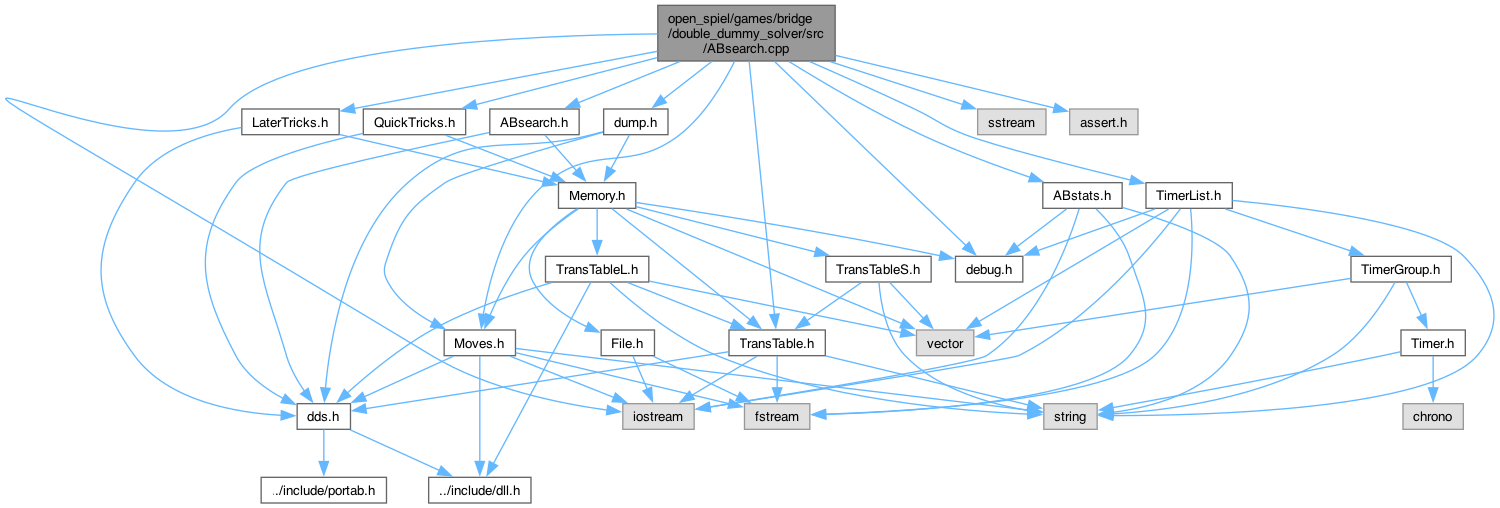 open_spiel/games/bridge
/double_dummy_solver/src
/ABsearch.cpp
LaterTricks.h
QuickTricks.h
ABsearch.h
dump.h
sstream
assert.h
Memory.h
ABstats.h
TimerList.h
TransTableL.h
TransTableS.h
debug.h
TimerGroup.h
Moves.h
File.h
TransTable.h
vector
Timer.h
dds.h
iostream
fstream
string
chrono
../include/portab.h
../include/dll.h